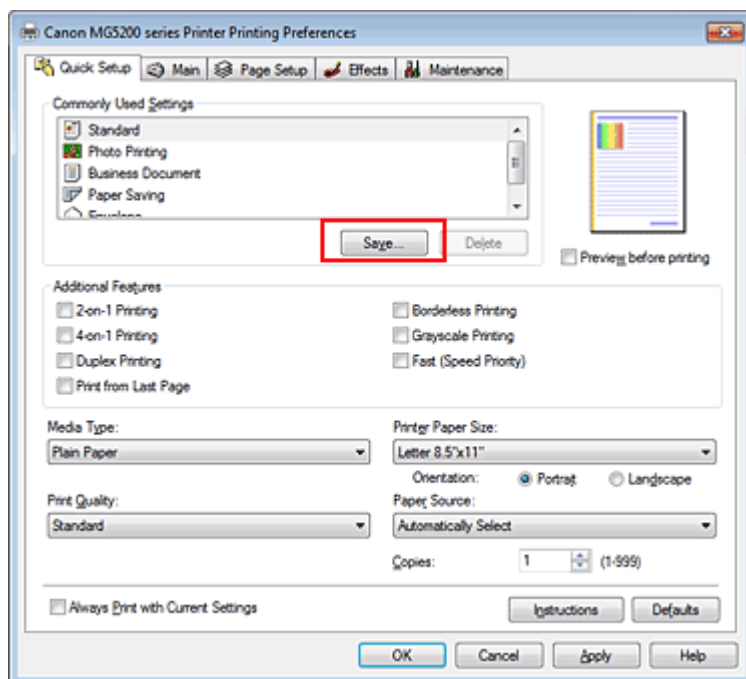 Canon MG5200 series Printer Printing Preferences
Quick Setup Main Page Setup Effects Maintenance
Commonly Used Settings
Standard
Photo Printing
Business Document
Paper Saving
Envelope
Save... Delete
Preview before printing
Additional Features
2-on-1 Printing Borderless Printing
4-on-1 Printing Grayscale Printing
Duplex Printing Fast (Speed Priority)
Print from Last Page
Media Type: Printer Paper Size:
Plain Paper Letter 8.5"x11"
Orientation: Portrait Landscape
Print Quality: Paper Source:
Standard Automatically Select
Copies: 1 (1-999)
Always Print with Current Settings Instructions Defaults
OK Cancel Apply Help